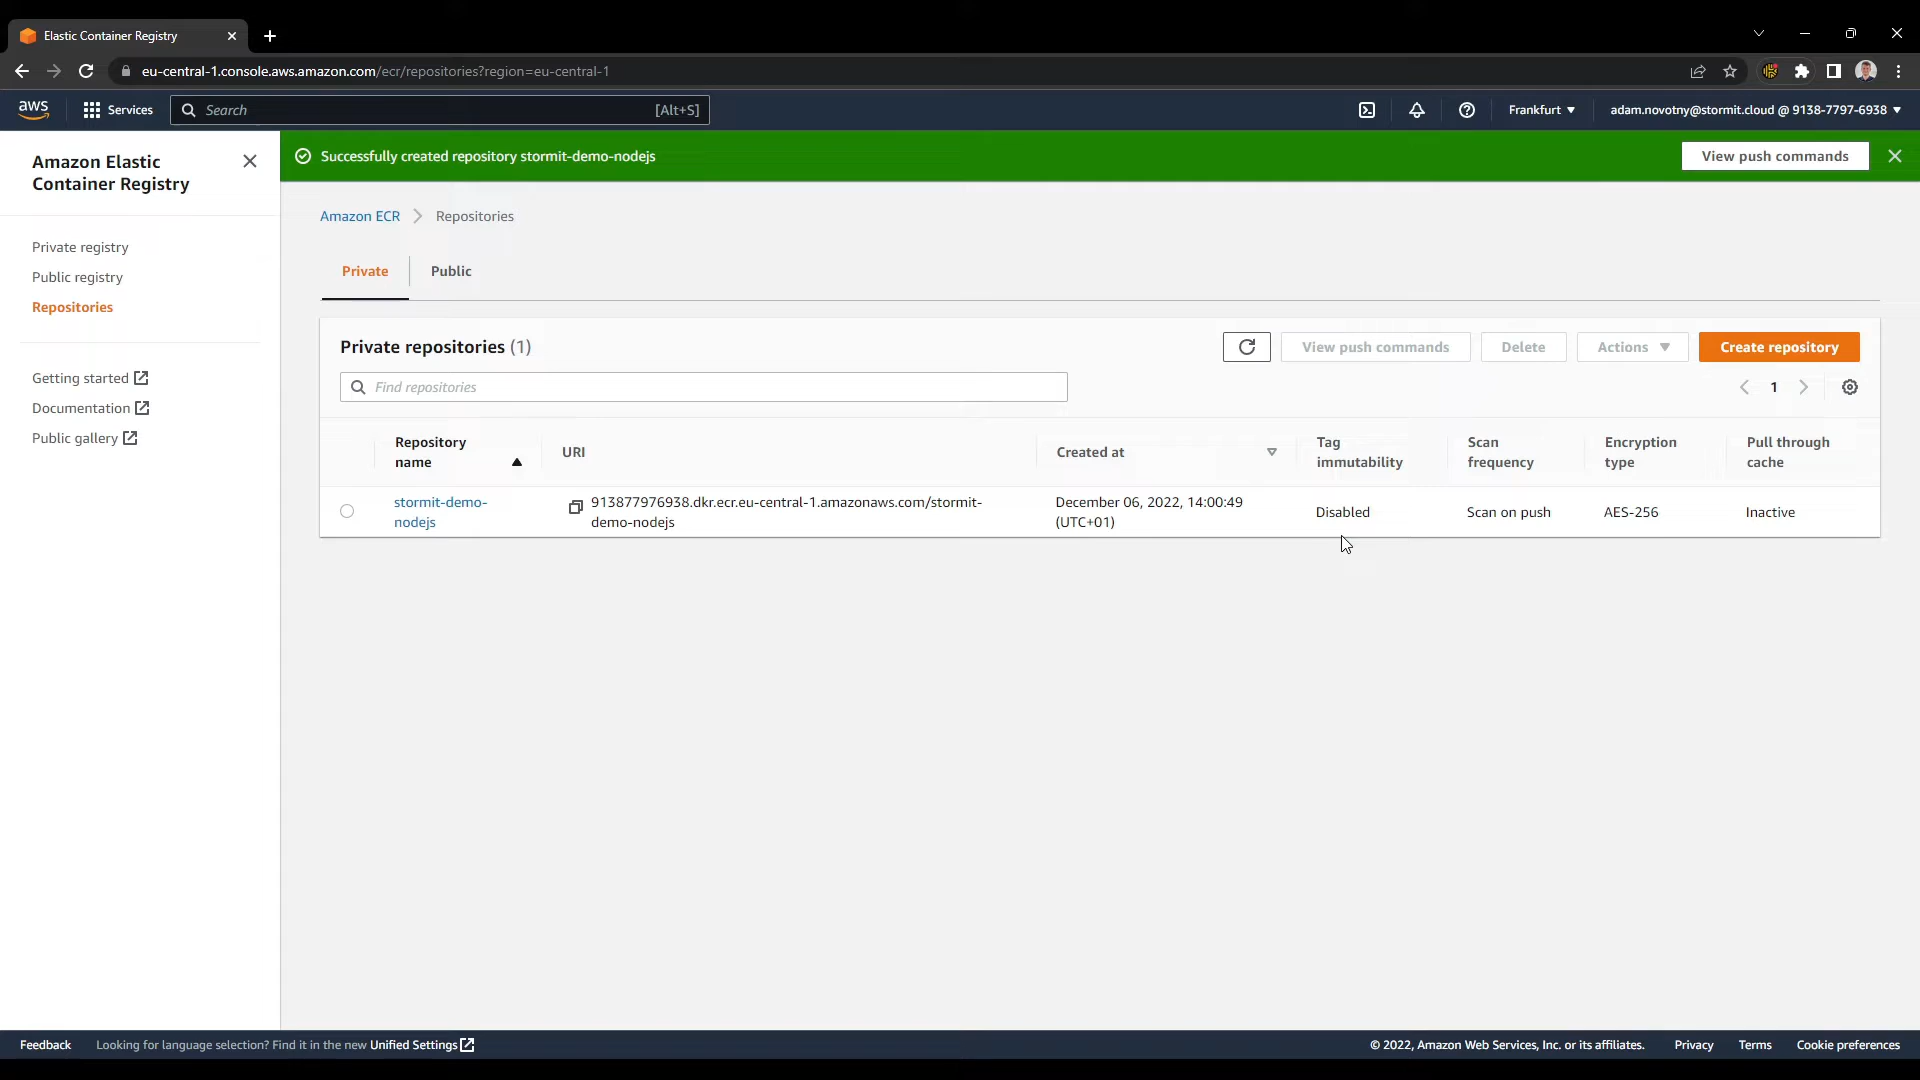 Elastic Container Registry
eu-central-1.console.aws.amazon.com/ecr/repositories?region=eu-central-1
aws
Services
Search
[Alt+S]
Frankfurt
adam.novotny@stormit.cloud @ 9138-7797-6938
Amazon Elastic
Container Registry
Private registry
Public registry
Repositories
Getting started
Documentation
Public gallery
Successfully created repository stormit-demo-nodejs
View push commands
Amazon ECR
Repositories
Private
Public
Private repositories (1)
View push commands
Delete
Actions
Create repository
Find repositories
1
Repository
name
URI
Created at
Tag
immutability
Scan
frequency
Encryption
type
Pull through
cache
stormit-demo-
nodejs
913877976938.dkr.ecr.eu-central-1.amazonaws.com/stormit-
demo-nodejs
December 06, 2022, 14:00:49
(UTC+01)
Disabled
Scan on push
AES-256
Inactive
Feedback
Looking for language selection? Find it in the new Unified Settings
© 2022, Amazon Web Services, Inc. or its affiliates.
Privacy
Terms
Cookie preferences